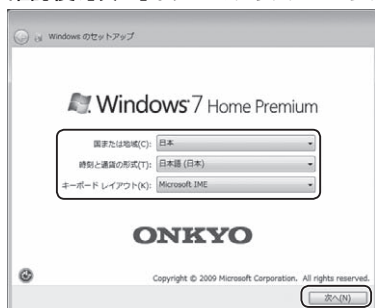 Windows のセットアップ
Windows 7 Home Premium
国または地域(C): 日本
時刻と通貨の形式(T): 日本語 (日本)
キーボード レイアウト(K): Microsoft IME
ONKYO
Copyright © 2009 Microsoft Corporation. All rights reserved.
次へ(N)